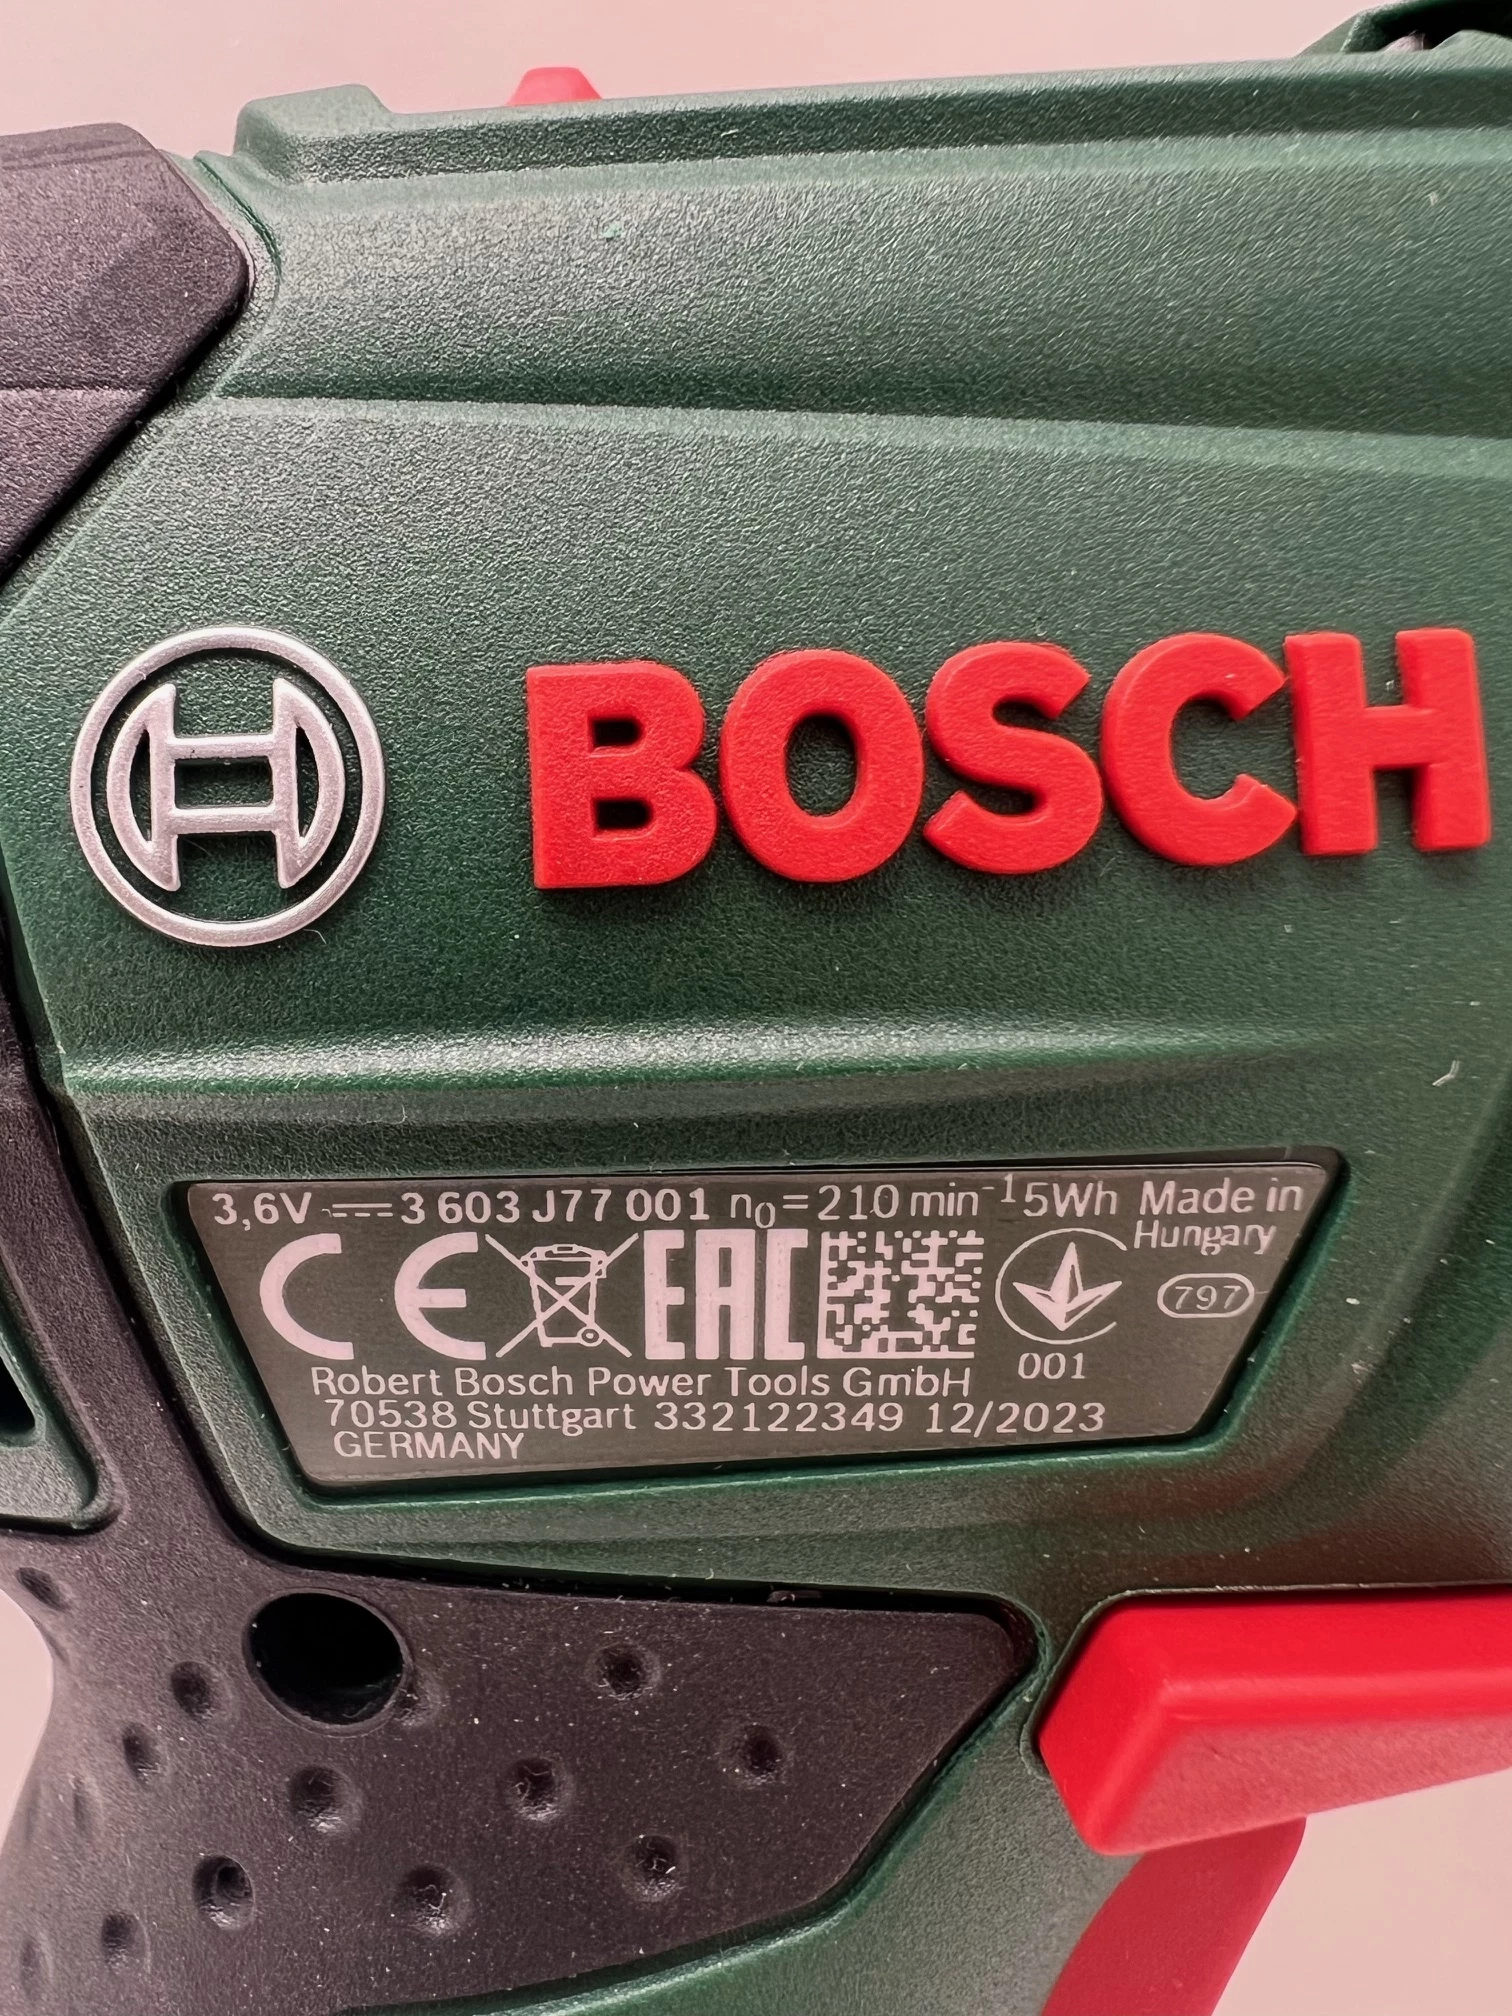 BOSCH
3,6V ⎓ 3 603 J77 001 n₀=210 min⁻¹ 5Wh Made in
Hungary
CE EAC
797
001
Robert Bosch Power Tools GmbH
70538 Stuttgart 332122349 12/2023
GERMANY